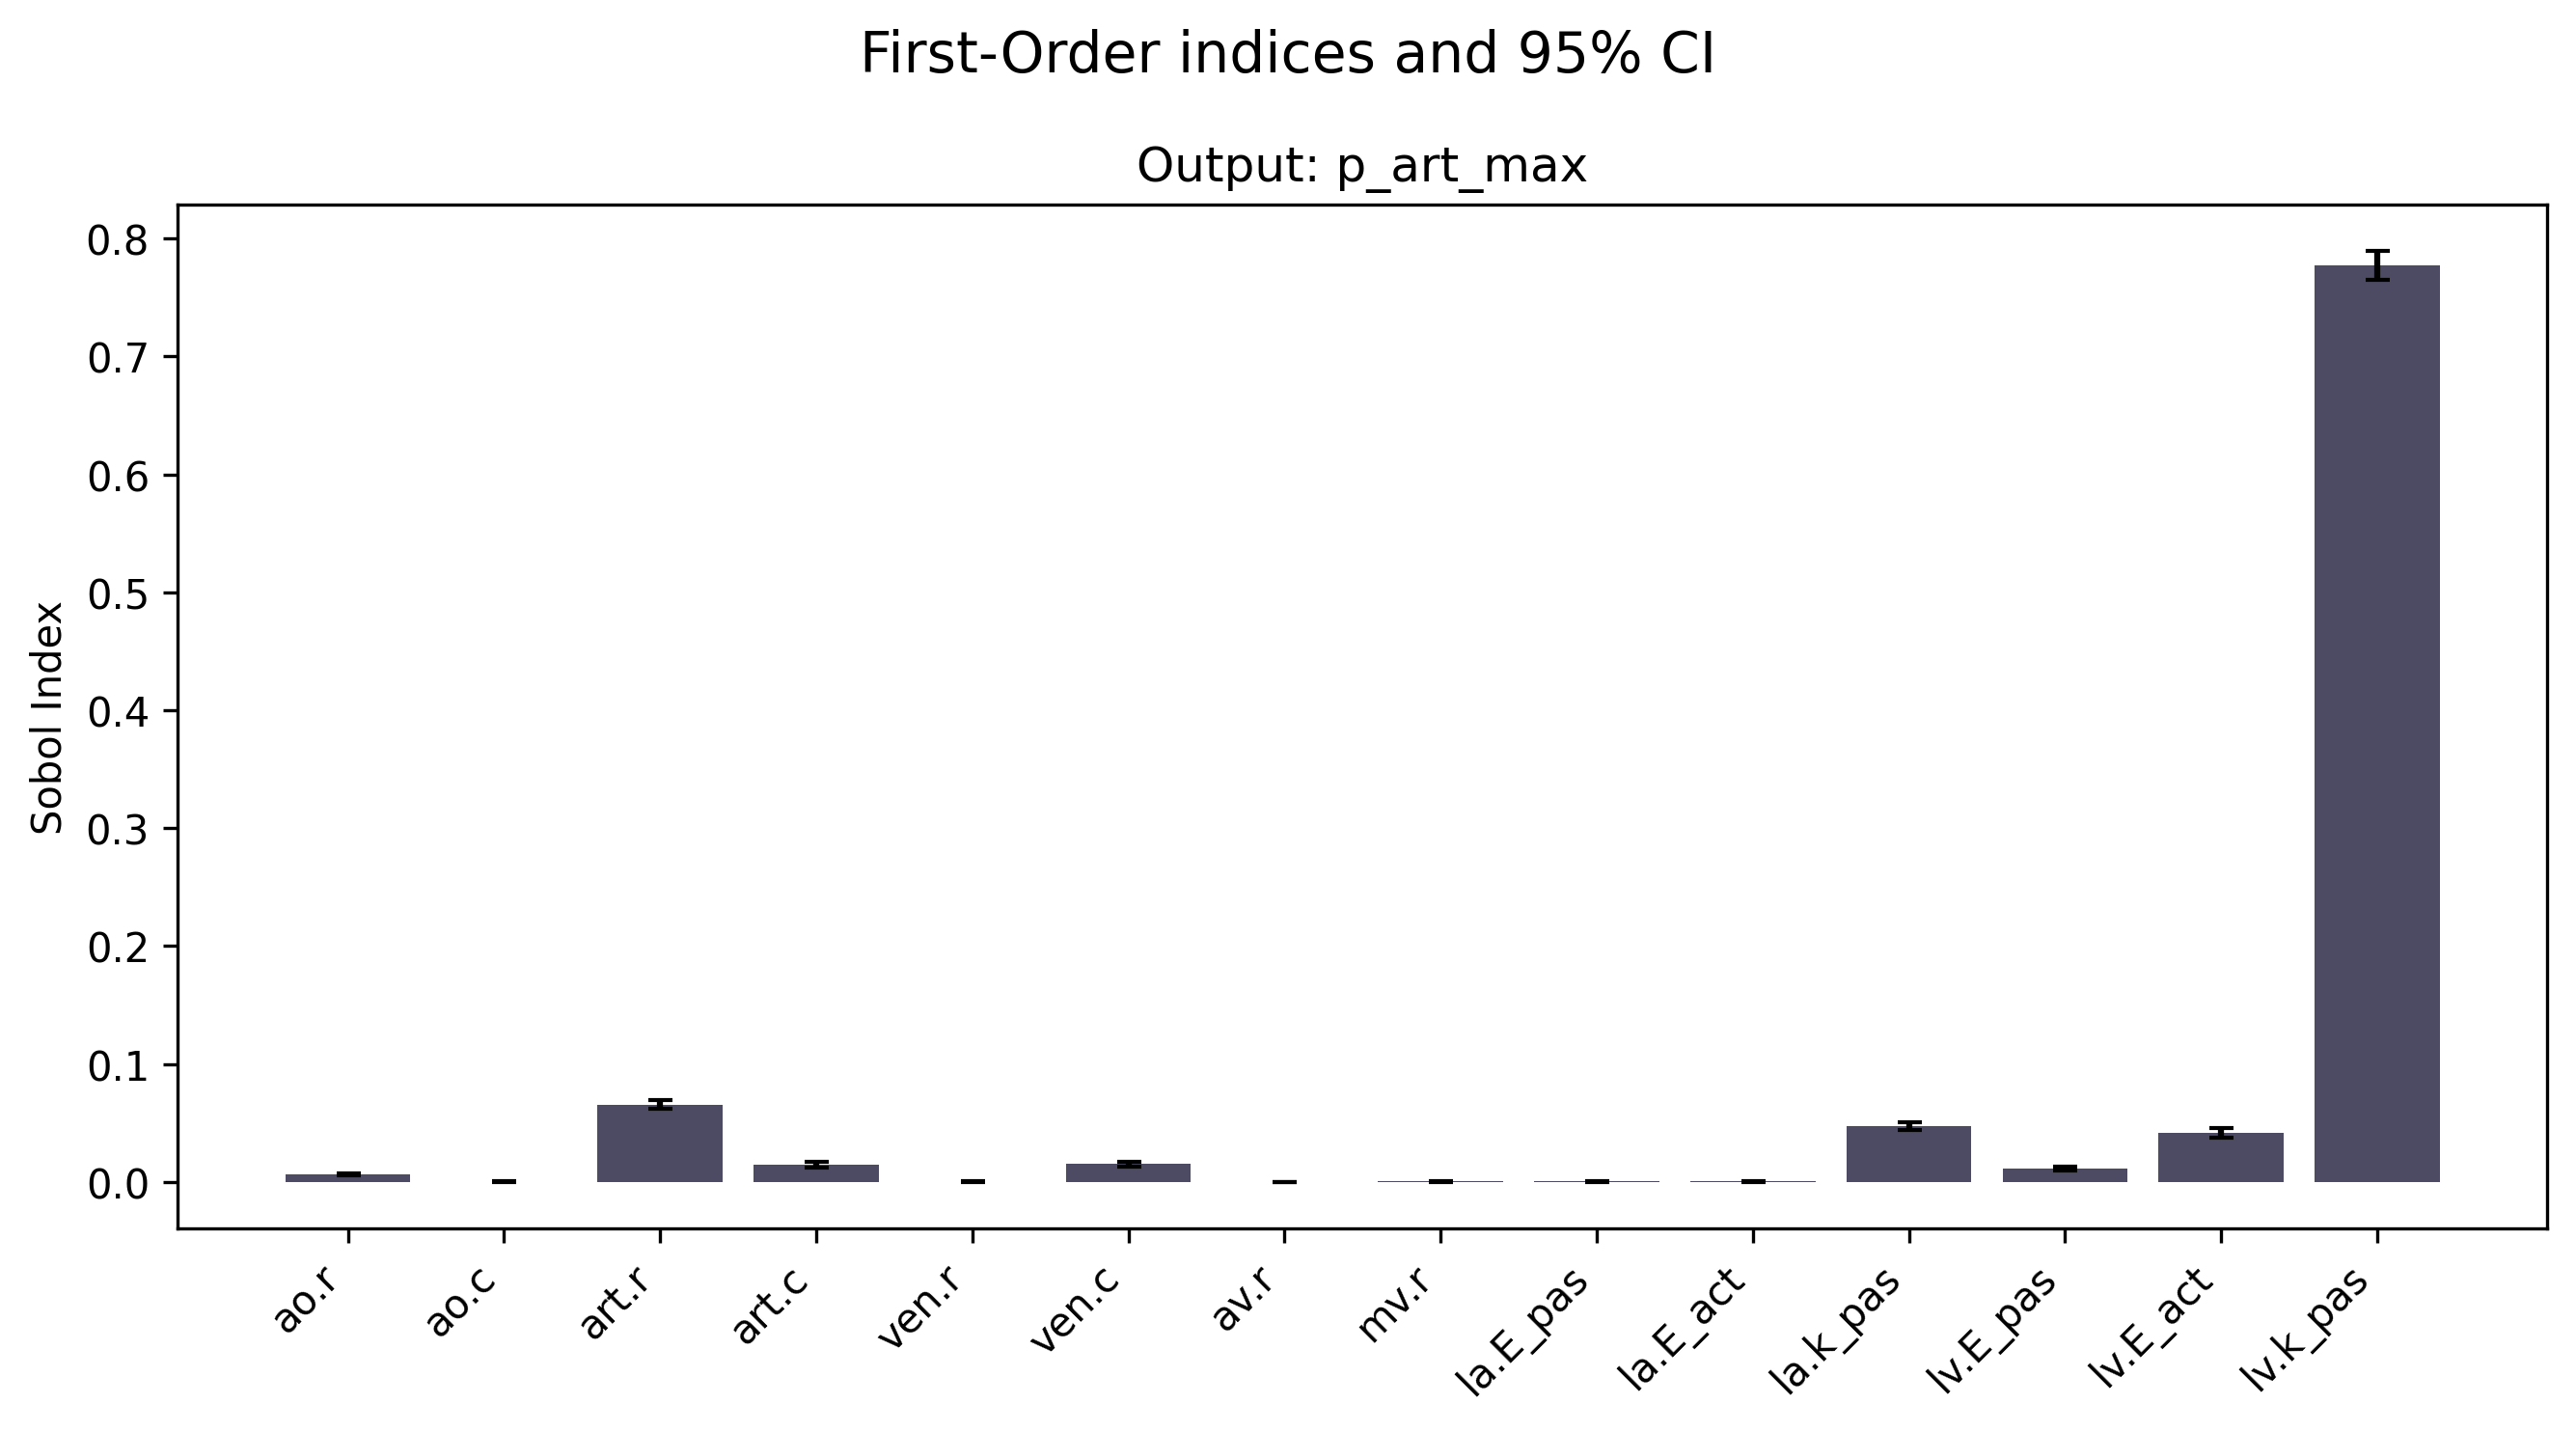 First-Order indices and 95% CI
Output: p_art_max
Sobol Index
0.8
0.7
0.6
0.5
0.4
0.3
0.2
0.1
0.0
ao.r
ao.c
art.r
art.c
ven.r
ven.c
av.r
mv.r
la.E_pas
la.E_act
la.k_pas
lv.E_pas
lv.E_act
lv.k_pas